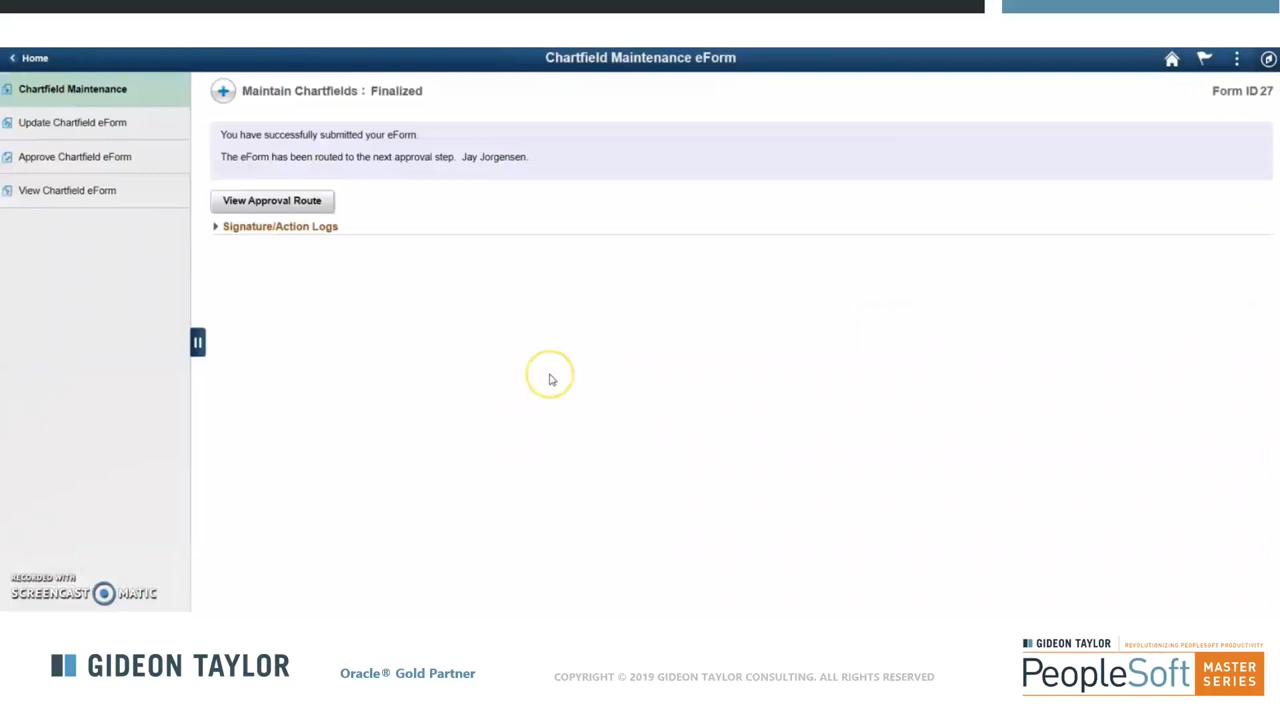 Home
Chartfield Maintenance eForm
Chartfield Maintenance
Update Chartfield eForm
Approve Chartfield eForm
View Chartfield eForm
Maintain Chartfields : Finalized
Form ID 27
You have successfully submitted your eForm.
The eForm has been routed to the next approval step. Jay Jorgensen.
View Approval Route
Signature/Action Logs
RECORDED WITH
SCREENCAST MATIC
GIDEON TAYLOR
Oracle® Gold Partner
COPYRIGHT © 2019 GIDEON TAYLOR CONSULTING. ALL RIGHTS RESERVED
GIDEON TAYLOR
REVOLUTIONIZING PEOPLESOFT PRODUCTIVITY
PeopleSoft
MASTER
SERIES